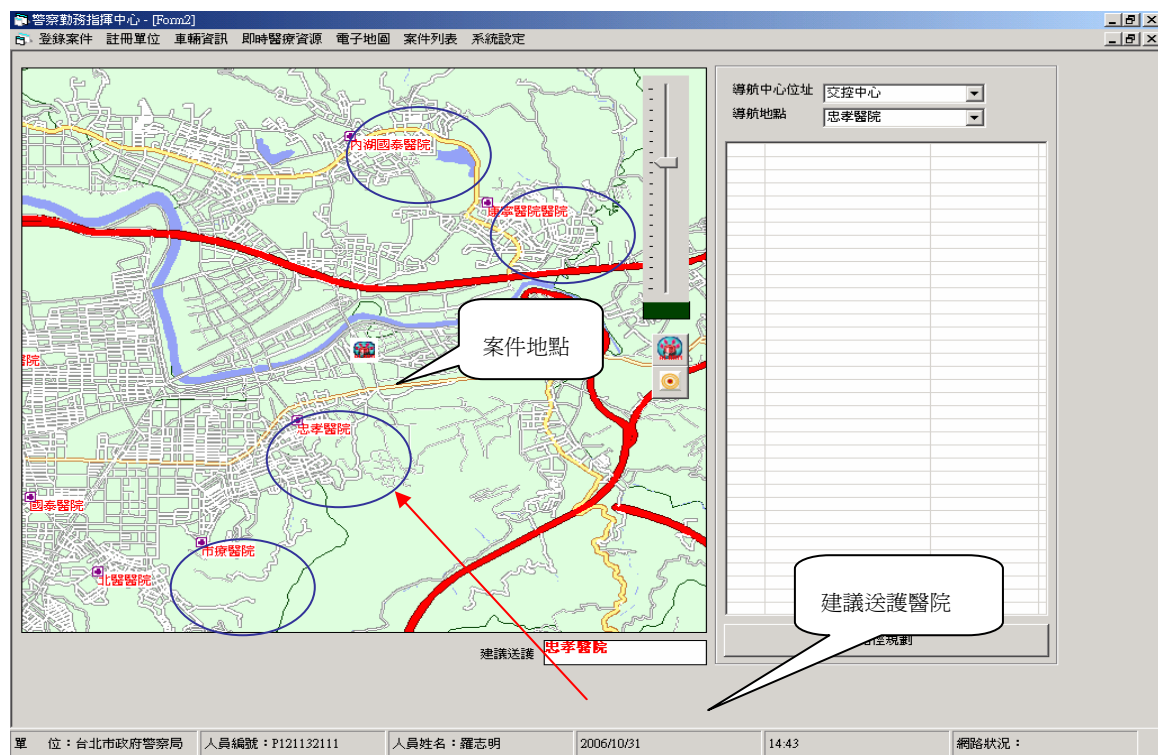 警察勤務指揮中心 - [Form2]
登錄案件 註冊單位 車輛資訊 即時醫療資源 電子地圖 案件列表 系統設定
導航中心位址 交控中心
導航地點 忠孝醫院
內湖國泰醫院
康寧醫院醫院
案件地點
醫院
忠孝醫院
國泰醫院
市療醫院
北醫醫院
建議送護醫院
徑規劃
建議送護 忠孝醫院
單 位：台北市政府警察局 人員編號：P121132111 人員姓名：羅志明 2006/10/31 14:43 網路狀況：